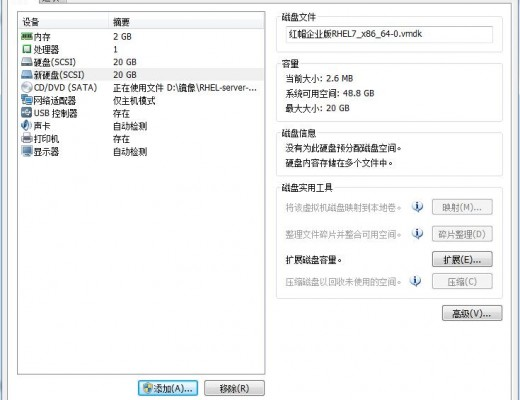 设备 摘要
内存 2 GB
处理器 1
硬盘(SCSI) 20 GB
新硬盘(SCSI) 20 GB
CD/DVD (SATA) 正在使用文件 D:\镜像\RHEL-server-...
网络适配器 仅主机模式
USB 控制器 存在
声卡 自动检测
打印机 存在
显示器 自动检测
添加(A)... 移除(R)
磁盘文件
红帽企业版RHEL7_x86_64-0.vmdk
容量
当前大小: 2.6 MB
系统可用空间: 48.8 GB
最大大小: 20 GB
磁盘信息
没有为此硬盘预分配磁盘空间。
硬盘内容存储在多个文件中。
磁盘实用工具
将该虚拟机磁盘映射到本地卷。 映射(M)...
整理文件碎片并整合可用空间。 碎片整理(D)
扩展磁盘容量。 扩展(E)...
压缩磁盘以回收未使用的空间。 压缩(C)
高级(V)...